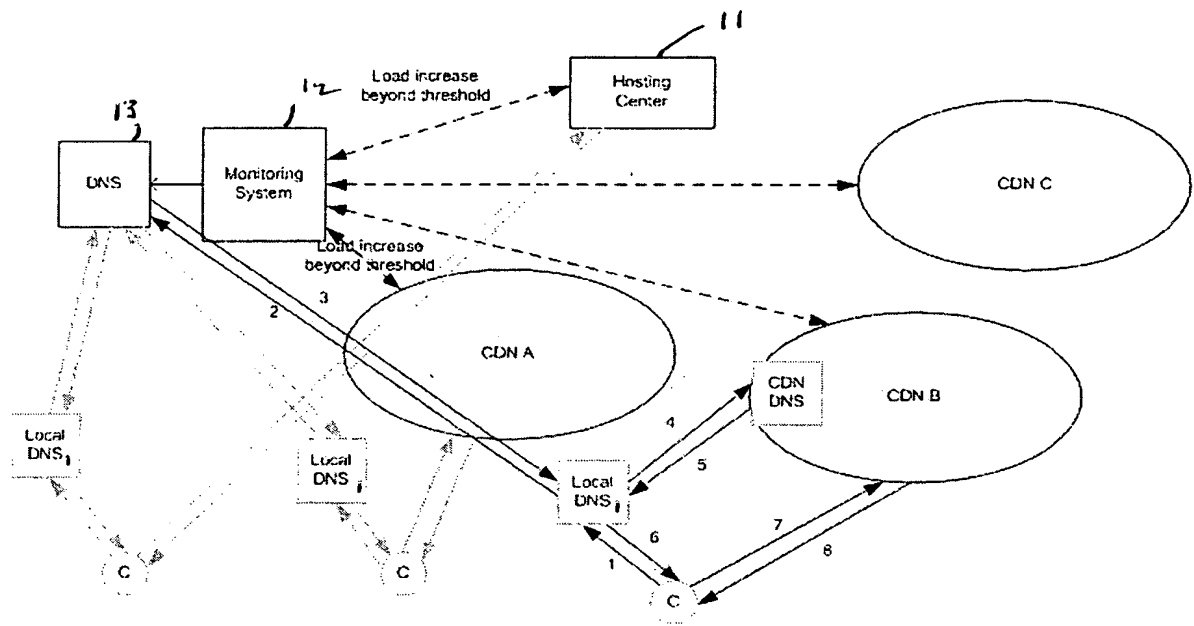 11
12
Load increase
beyond threshold
Hosting
Center
13
DNS
Monitoring
System
CDN C
Load increase
beyond threshold
3
2
CDN A
CDN
DNS
CDN B
4
5
Local
DNS
Local
DNS
Local
DNS
6
7
1
8
C
C
C